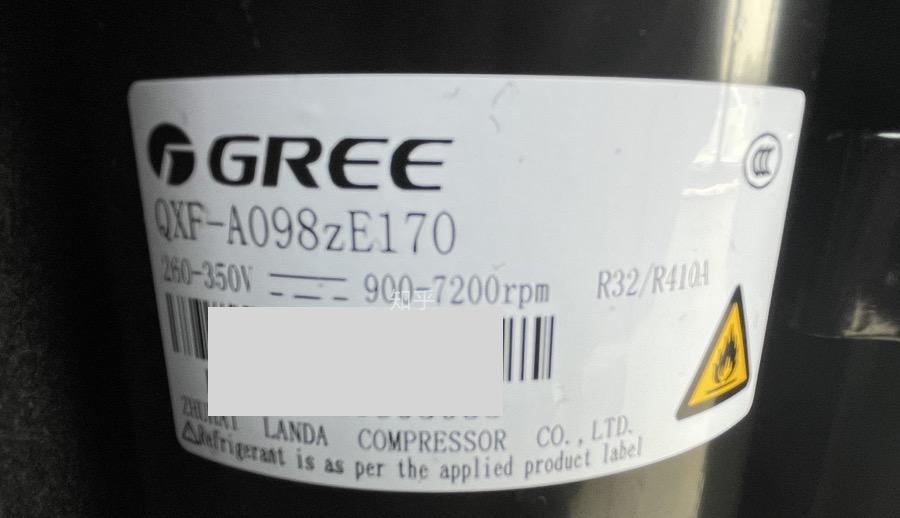 GREE
QXF-A098zE170
260-350V 900-7200rpm R32/R410A
知乎
ZHUHAI LANDA COMPRESSOR CO.,LTD.
Refrigerant is as per the applied product label